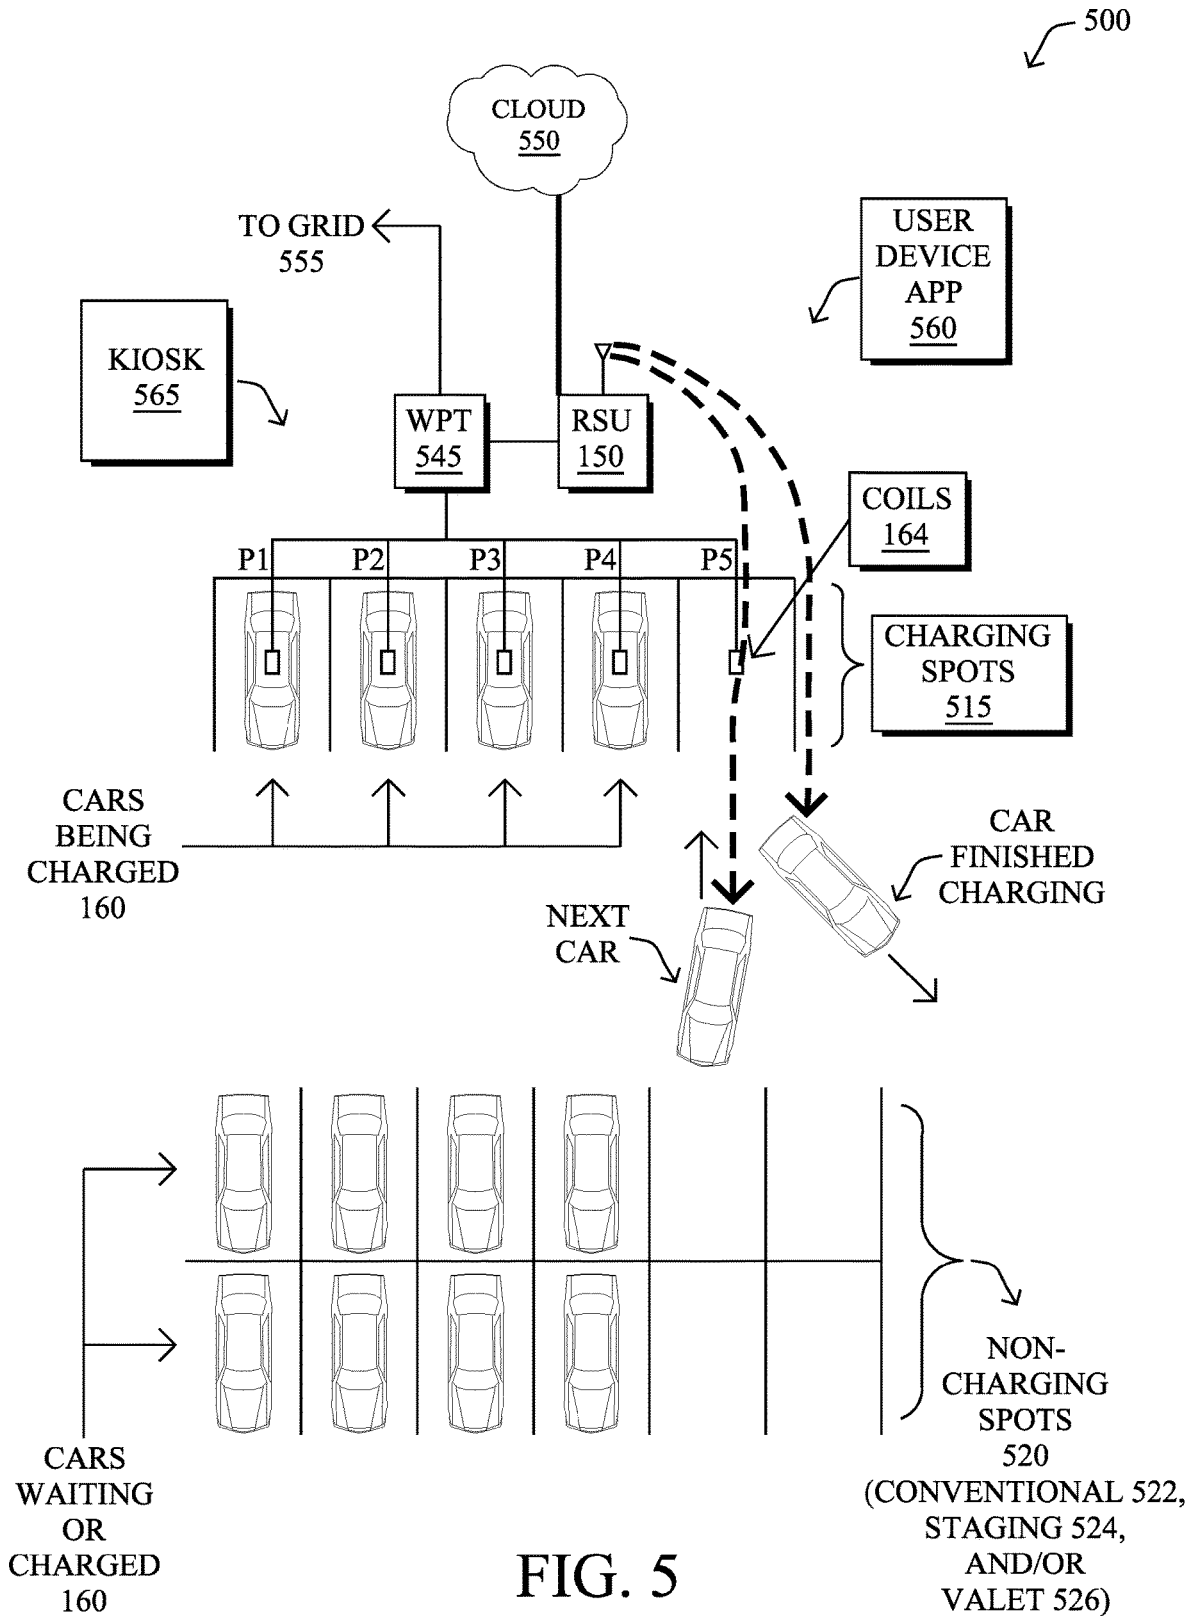 500
CLOUD
550
TO GRID
555
USER
DEVICE
APP
560
KIOSK
565
WPT
545
RSU
150
COILS
164
P1
P2
P3
P4
P5
CHARGING
SPOTS
515
CARS
BEING
CHARGED
160
CAR
FINISHED
CHARGING
NEXT
CAR
NON-
CHARGING
SPOTS
520
(CONVENTIONAL 522,
STAGING 524,
AND/OR
VALET 526)
CARS
WAITING
OR
CHARGED
160
FIG. 5